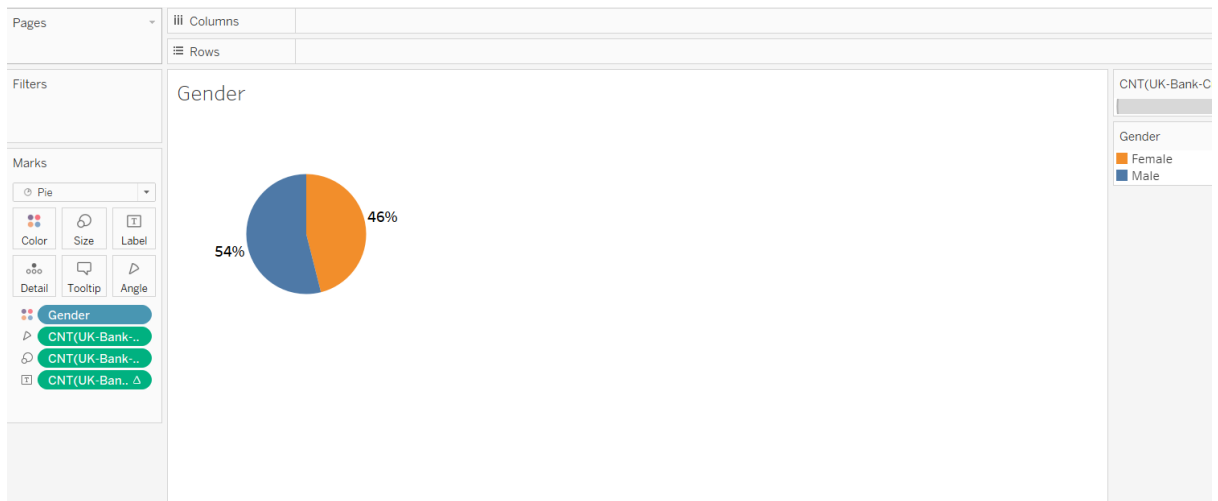 Pages
Columns
Rows
Filters
Gender
CNT(UK-Bank-C
Gender
Female
Male
46%
54%
Marks
Pie
Color Size Label
Detail Tooltip Angle
Gender
CNT(UK-Bank-..
CNT(UK-Bank-..
T CNT(UK-Ban.. Δ